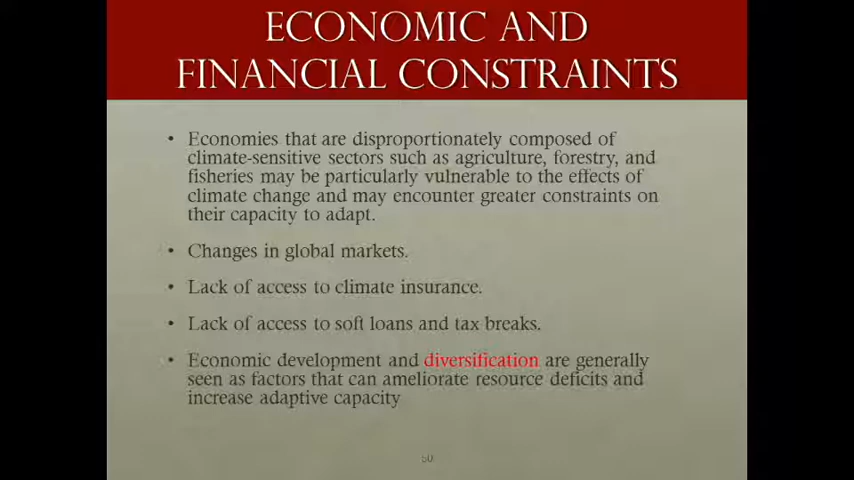 ECONOMIC AND
FINANCIAL CONSTRAINTS
• Economies that are disproportionately composed of
climate-sensitive sectors such as agriculture, forestry, and
fisheries may be particularly vulnerable to the effects of
climate change and may encounter greater constraints on
their capacity to adapt.
• Changes in global markets.
• Lack of access to climate insurance.
• Lack of access to soft loans and tax breaks.
• Economic development and diversification are generally
seen as factors that can ameliorate resource deficits and
increase adaptive capacity
50